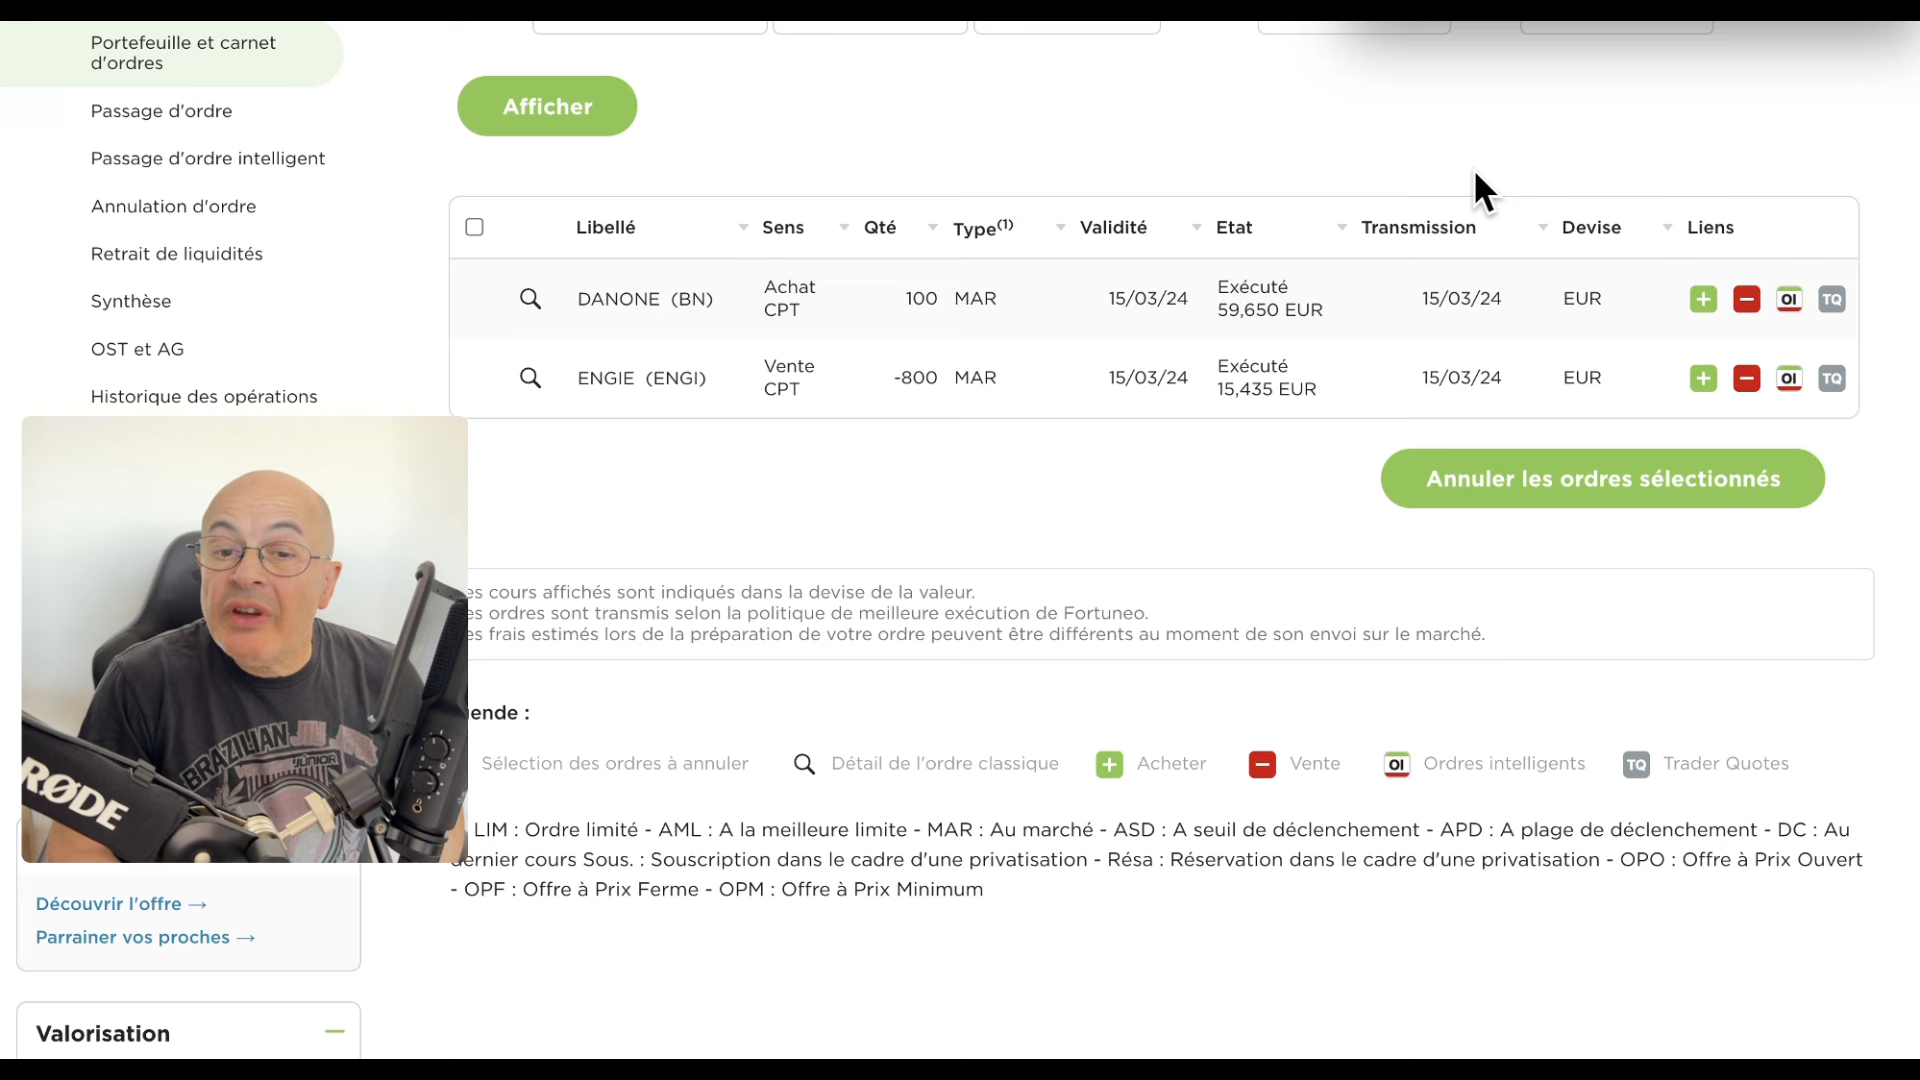 Portefeuille et carnet
d'ordres
Passage d'ordre
Passage d'ordre intelligent
Annulation d'ordre
Retrait de liquidités
Synthèse
OST et AG
Historique des opérations
Afficher
Libellé Sens Qté Type(1) Validité Etat Transmission Devise Liens
DANONE (BN) Achat CPT 100 MAR 15/03/24 Exécuté 59,650 EUR 15/03/24 EUR + − OI TQ
ENGIE (ENGI) Vente CPT -800 MAR 15/03/24 Exécuté 15,435 EUR 15/03/24 EUR + − OI TQ
Annuler les ordres sélectionnés
es cours affichés sont indiqués dans la devise de la valeur.
es ordres sont transmis selon la politique de meilleure exécution de Fortuneo.
es frais estimés lors de la préparation de votre ordre peuvent être différents au moment de son envoi sur le marché.
ende :
Sélection des ordres à annuler Détail de l'ordre classique + Acheter − Vente OI Ordres intelligents TQ Trader Quotes
LIM : Ordre limité - AML : A la meilleure limite - MAR : Au marché - ASD : A seuil de déclenchement - APD : A plage de déclenchement - DC : Au
dernier cours Sous. : Souscription dans le cadre d'une privatisation - Résa : Réservation dans le cadre d'une privatisation - OPO : Offre à Prix Ouvert
- OPF : Offre à Prix Ferme - OPM : Offre à Prix Minimum
BRAZILIAN JIU JITSU
JÚNIOR
RØDE
Découvrir l'offre →
Parrainer vos proches →
Valorisation